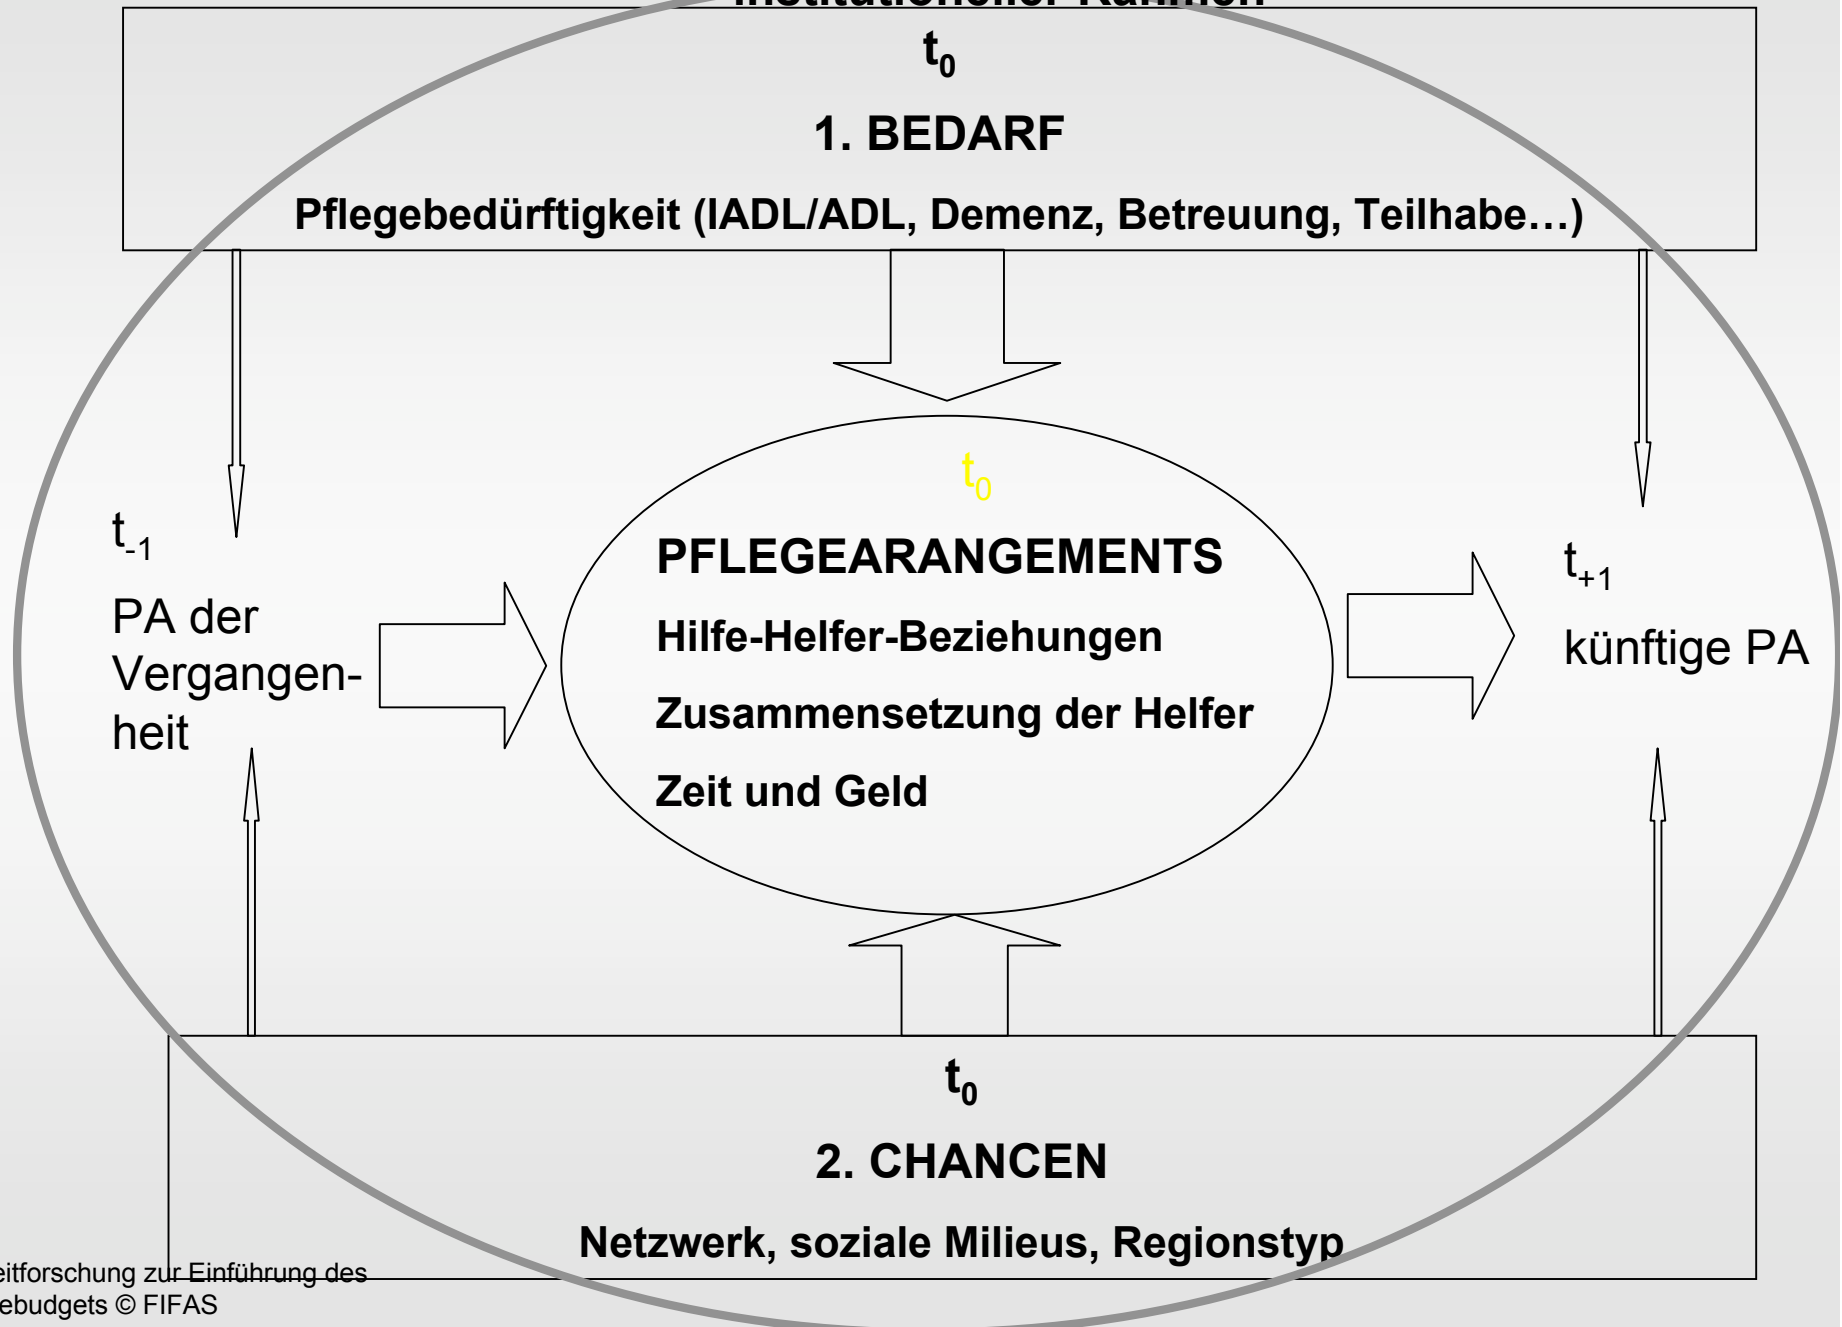 Institutioneller Rahmen
t0
1. BEDARF
Pflegebedürftigkeit (IADL/ADL, Demenz, Betreuung, Teilhabe…)
t-1
PA der
Vergangen-
heit
t0
PFLEGEARANGEMENTS
Hilfe-Helfer-Beziehungen
Zusammensetzung der Helfer
Zeit und Geld
t+1
künftige PA
t0
2. CHANCEN
Netzwerk, soziale Milieus, Regionstyp
eitforschung zur Einführung des
ebudgets © FIFAS